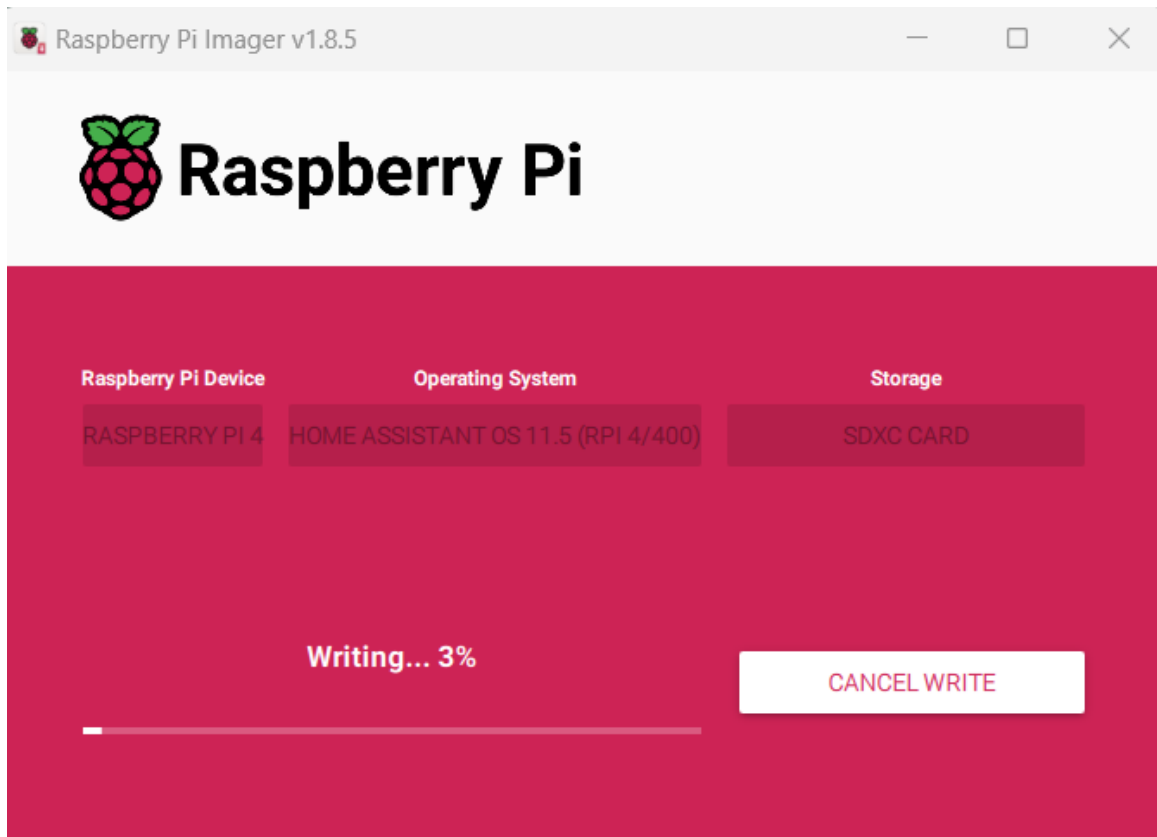 Raspberry Pi Imager v1.8.5
Raspberry Pi
Raspberry Pi Device
Operating System
Storage
RASPBERRY PI 4
HOME ASSISTANT OS 11.5 (RPI 4/400)
SDXC CARD
Writing... 3%
CANCEL WRITE